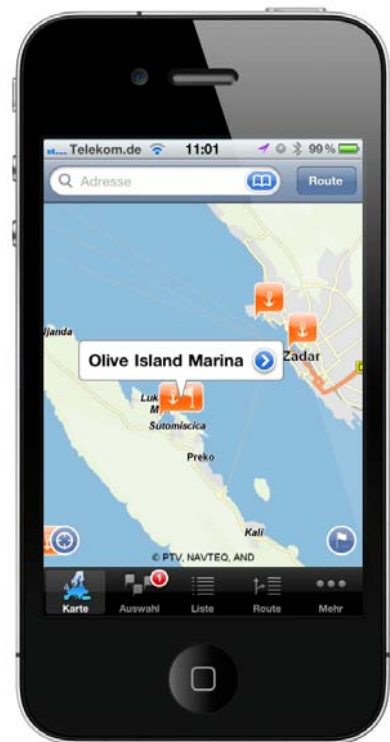 Telekom.de 11:01 99%
Adresse Route
Olive Island Marina
Zadar
Luk
M
Sutomiscica
Preko
Kali
© PTV, NAVTEQ, AND
1
Karte Auswahl Liste Route Mehr